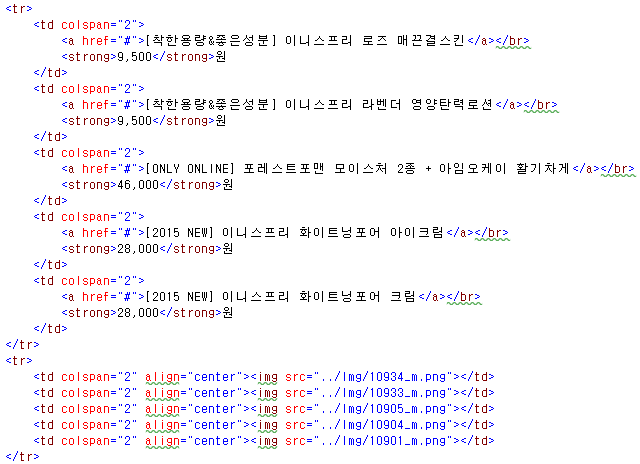 <tr>
<td colspan="2">
<a href="#">[착한용량&좋은성분] 이니스프리 로즈 매끈결스킨</a></br>
<strong>9,500</strong>원
</td>
<td colspan="2">
<a href="#">[착한용량&좋은성분] 이니스프리 라벤더 영양탄력로션</a></br>
<strong>9,500</strong>원
</td>
<td colspan="2">
<a href="#">[ONLY ONLINE] 포레스트포맨 모이스처 2종 + 아임오케이 활기차게</a></br>
<strong>46,000</strong>원
</td>
<td colspan="2">
<a href="#">[2015 NEW] 이니스프리 화이트닝포어 아이크림</a></br>
<strong>28,000</strong>원
</td>
<td colspan="2">
<a href="#">[2015 NEW] 이니스프리 화이트닝포어 크림</a></br>
<strong>28,000</strong>원
</td>
</tr>
<tr>
<td colspan="2" align="center"><img src="../Img/10934_m.png"></td>
<td colspan="2" align="center"><img src="../Img/10933_m.png"></td>
<td colspan="2" align="center"><img src="../Img/10905_m.png"></td>
<td colspan="2" align="center"><img src="../Img/10904_m.png"></td>
<td colspan="2" align="center"><img src="../Img/10901_m.png"></td>
</tr>